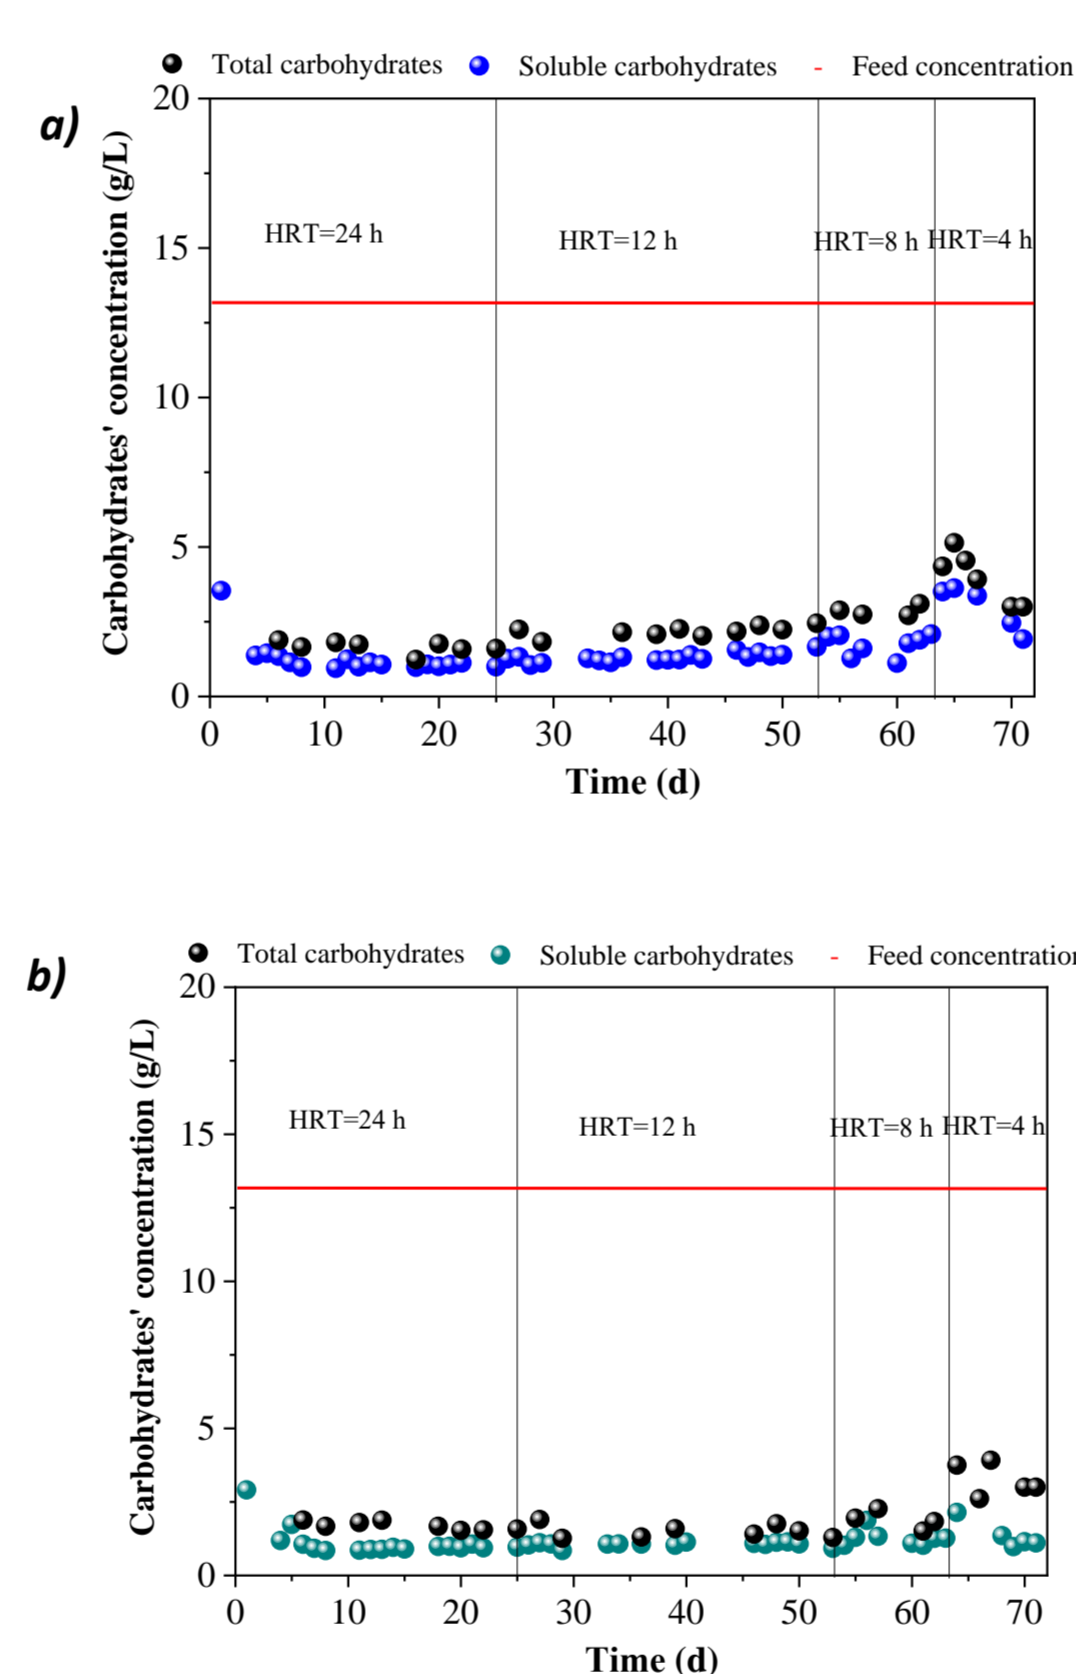 Total carbohydrates Soluble carbohydrates - Feed concentration
a)
Carbohydrates' concentration (g/L)
20
15
10
5
0
HRT=24 h HRT=12 h HRT=8 h HRT=4 h
0 10 20 30 40 50 60 70
Time (d)
Total carbohydrates Soluble carbohydrates - Feed concentration
b)
Carbohydrates' concentration (g/L)
20
15
10
5
0
HRT=24 h HRT=12 h HRT=8 h HRT=4 h
0 10 20 30 40 50 60 70
Time (d)